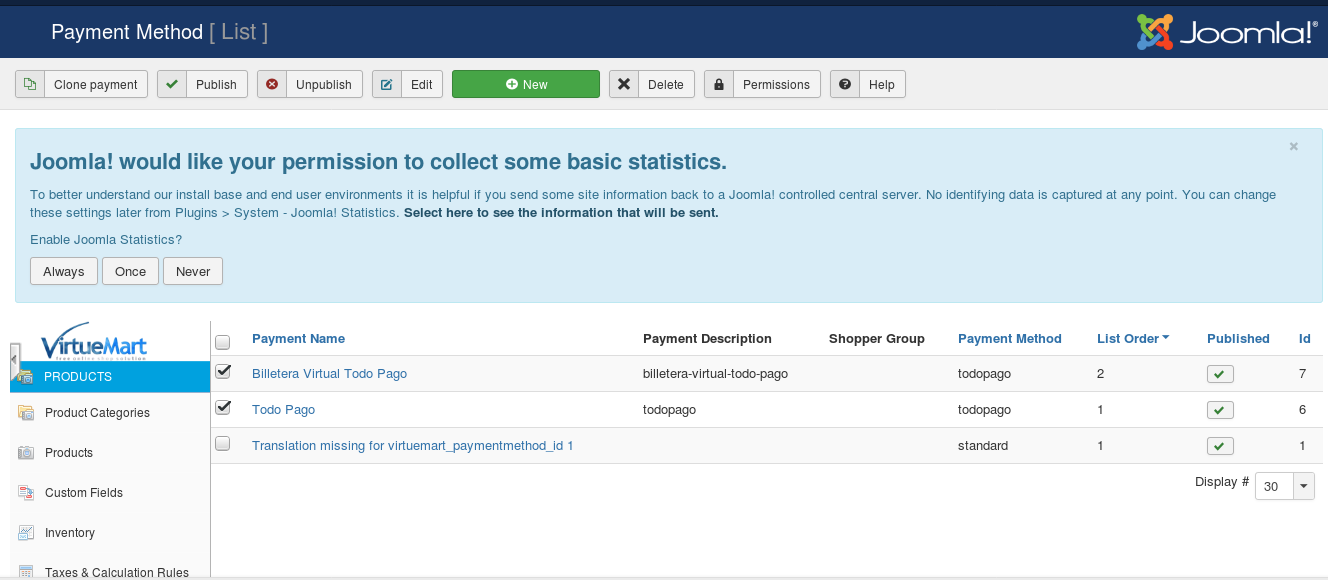 Payment Method [ List ]
Joomla!®
Clone payment Publish Unpublish Edit New Delete Permissions Help
Joomla! would like your permission to collect some basic statistics.
To better understand our install base and end user environments it is helpful if you send some site information back to a Joomla! controlled central server. No identifying data is captured at any point. You can change
these settings later from Plugins > System - Joomla! Statistics. Select here to see the information that will be sent.
Enable Joomla Statistics?
Always Once Never
VirtueMart
free online shop solution
PRODUCTS
Product Categories
Products
Custom Fields
Inventory
Taxes & Calculation Rules
Payment Name Payment Description Shopper Group Payment Method List Order Published Id
Billetera Virtual Todo Pago billetera-virtual-todo-pago todopago 2 7
Todo Pago todopago todopago 1 6
Translation missing for virtuemart_paymentmethod_id 1 standard 1 1
Display # 30